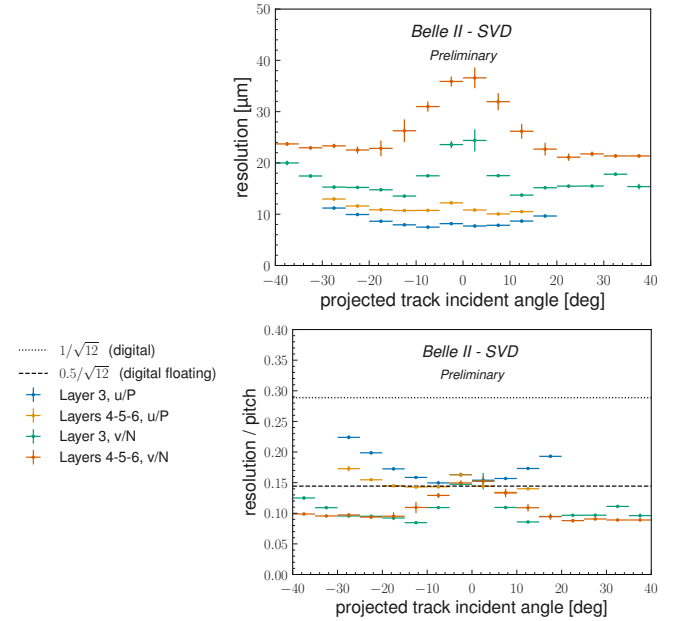 50
40
30
20
10
0
resolution [μm]
Belle II - SVD
Preliminary
−40 −30 −20 −10 0 10 20 30 40
projected track incident angle [deg]
1/√12 (digital)
0.5/√12 (digital floating)
Layer 3, u/P
Layers 4-5-6, u/P
Layer 3, v/N
Layers 4-5-6, v/N
0.40
0.35
0.30
0.25
0.20
0.15
0.10
0.05
0.00
resolution / pitch
Belle II - SVD
Preliminary
−40 −30 −20 −10 0 10 20 30 40
projected track incident angle [deg]